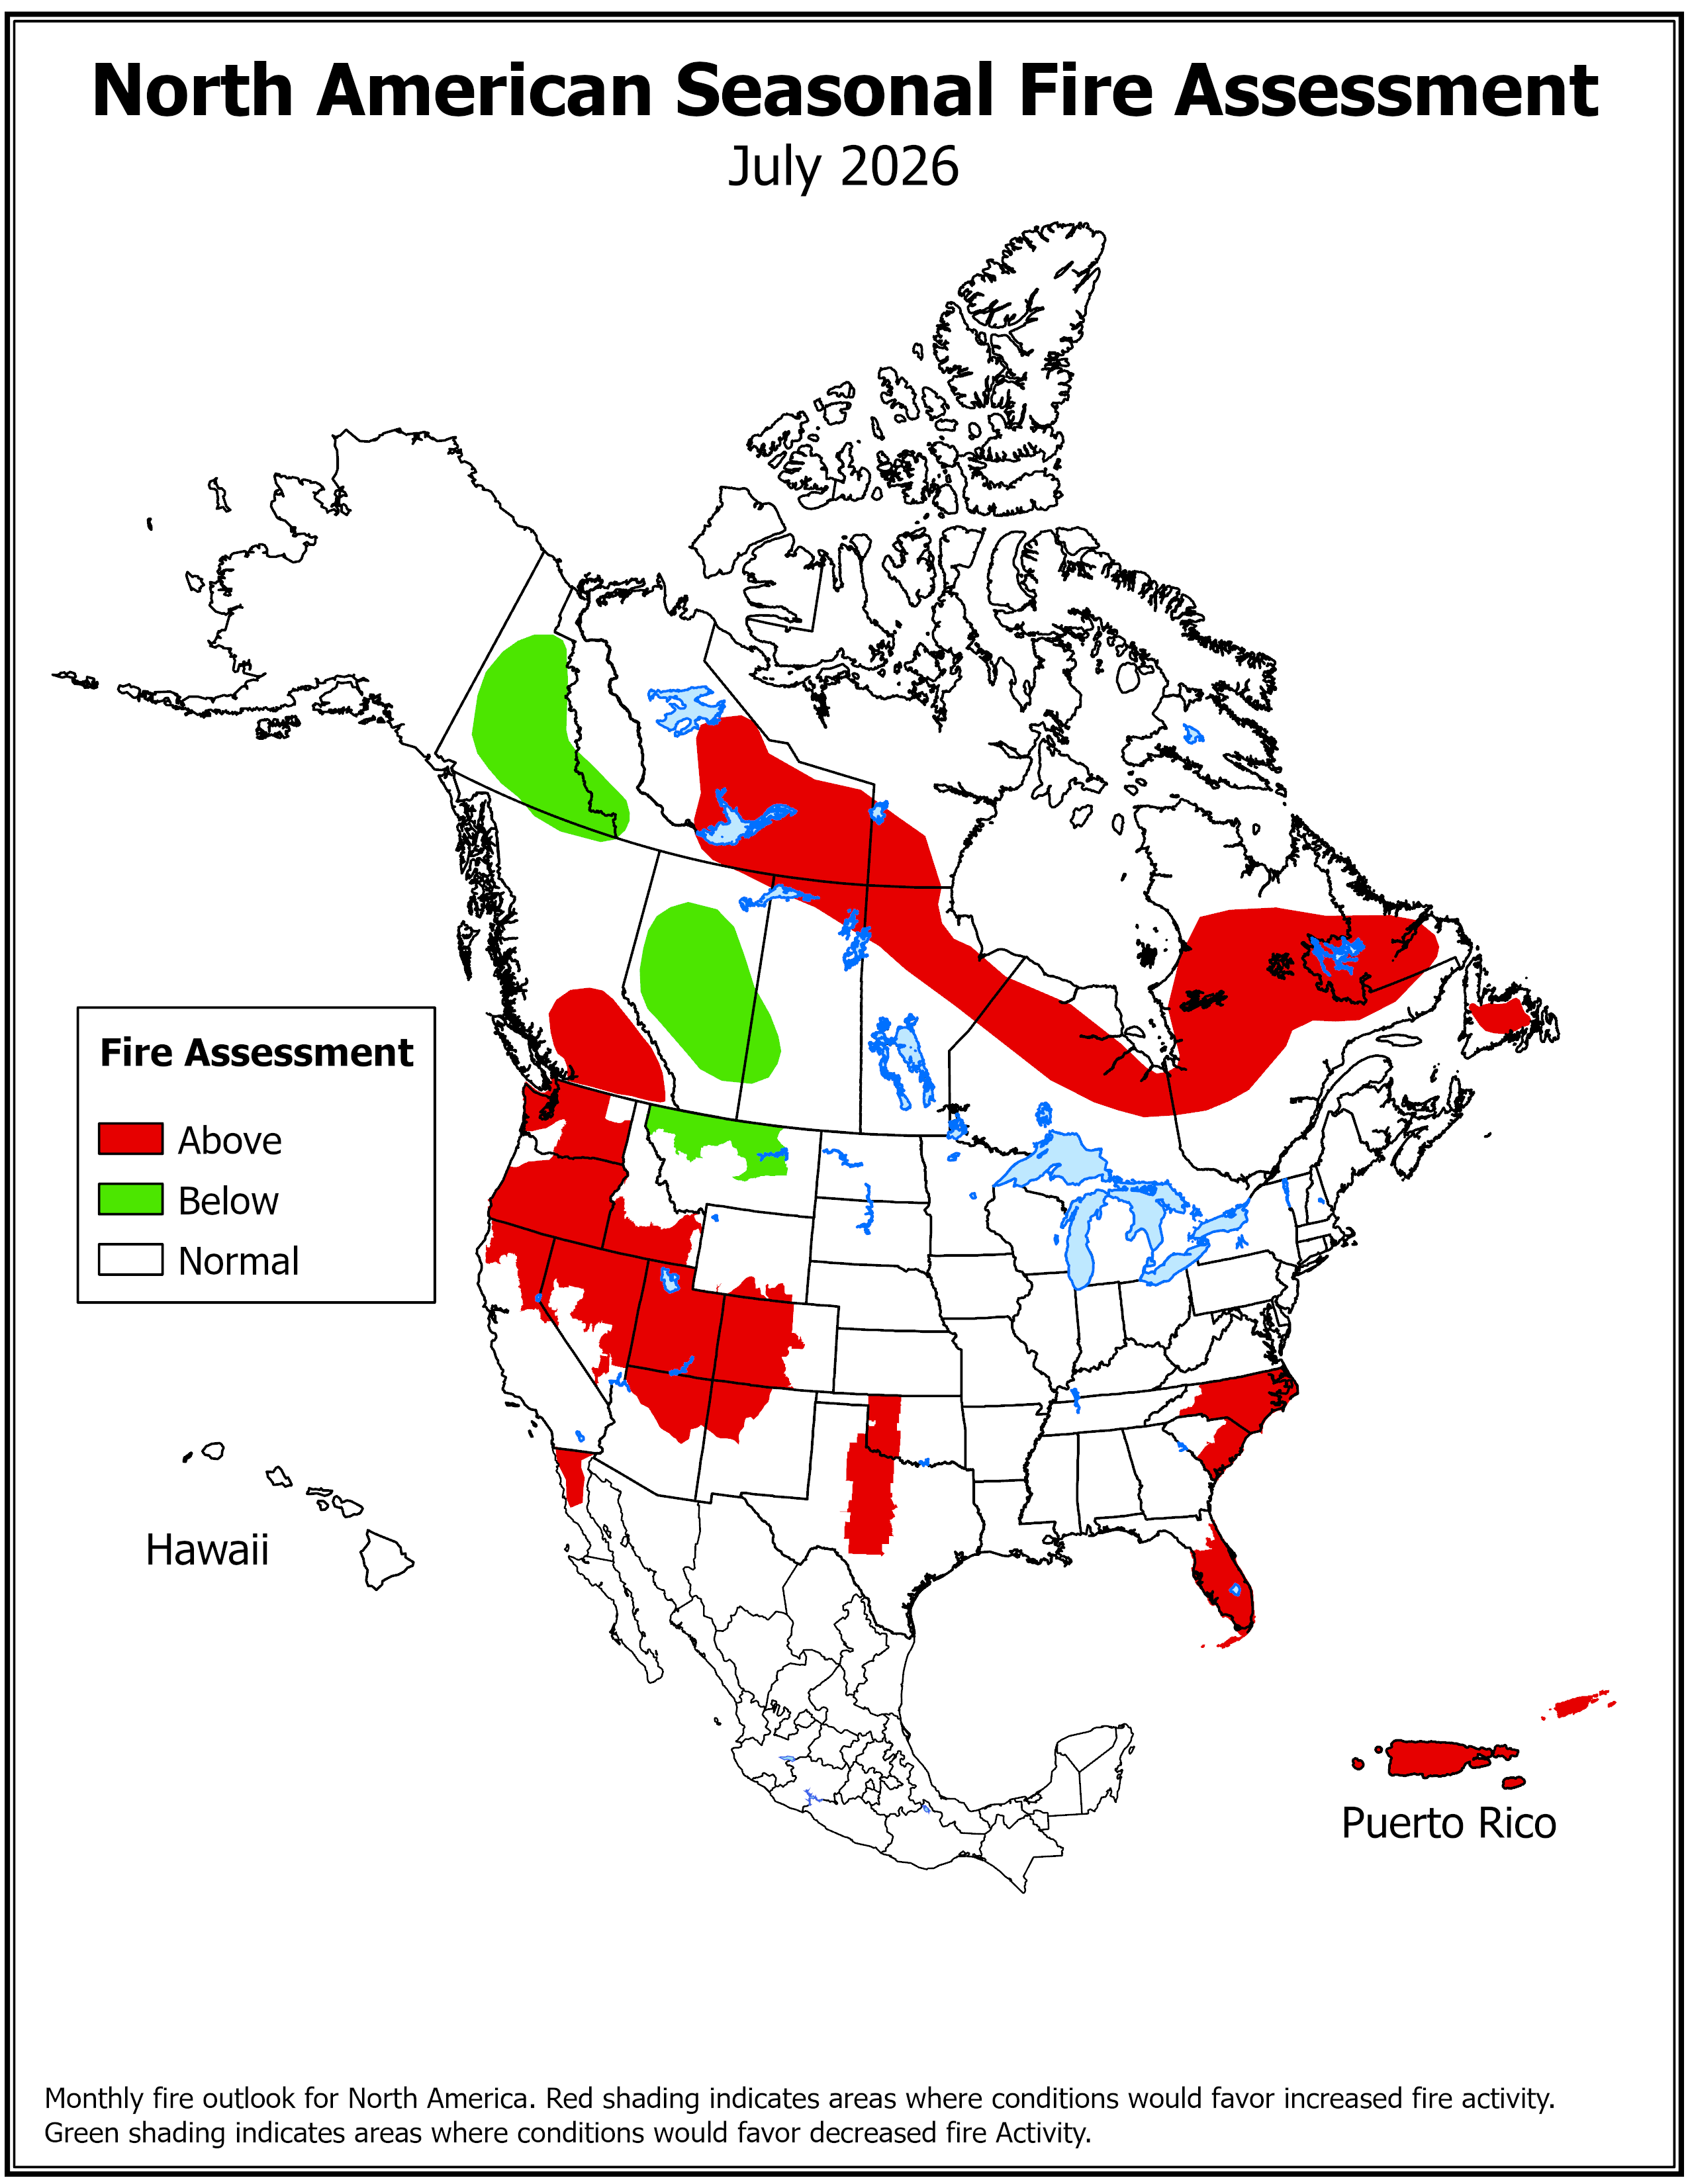 North American Seasonal Fire Assessment
July 2026
Fire Assessment
Above
Below
Normal
Hawaii
Puerto Rico
Monthly fire outlook for North America. Red shading indicates areas where conditions would favor increased fire activity.
Green shading indicates areas where conditions would favor decreased fire Activity.